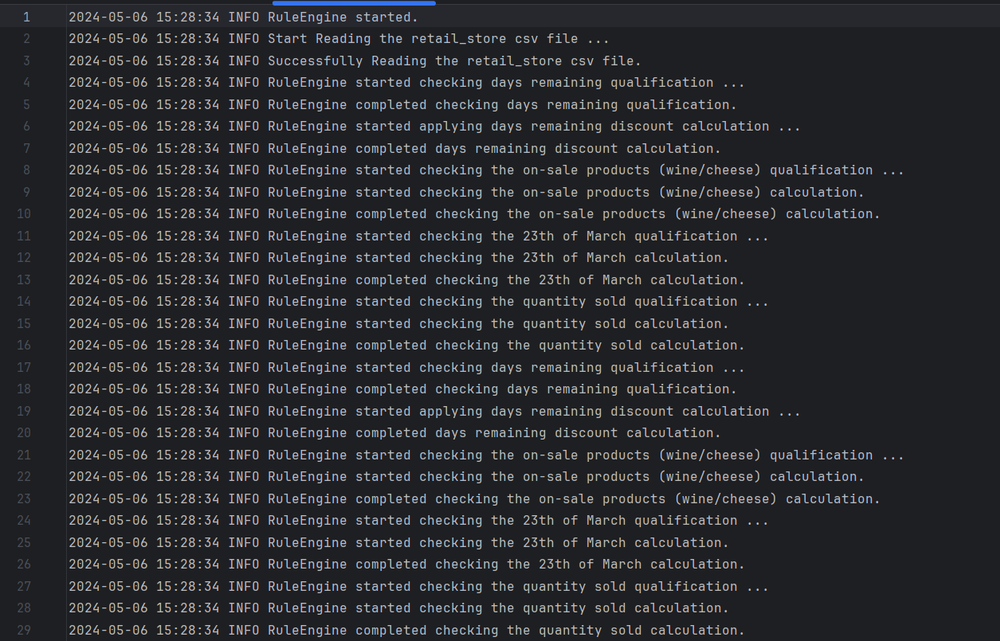 1 2024-05-06 15:28:34 INFO RuleEngine started.
2 2024-05-06 15:28:34 INFO Start Reading the retail_store csv file ...
3 2024-05-06 15:28:34 INFO Successfully Reading the retail_store csv file.
4 2024-05-06 15:28:34 INFO RuleEngine started checking days remaining qualification ...
5 2024-05-06 15:28:34 INFO RuleEngine completed checking days remaining qualification.
6 2024-05-06 15:28:34 INFO RuleEngine started applying days remaining discount calculation ...
7 2024-05-06 15:28:34 INFO RuleEngine completed days remaining discount calculation.
8 2024-05-06 15:28:34 INFO RuleEngine started checking the on-sale products (wine/cheese) qualification ...
9 2024-05-06 15:28:34 INFO RuleEngine started checking the on-sale products (wine/cheese) calculation.
10 2024-05-06 15:28:34 INFO RuleEngine completed checking the on-sale products (wine/cheese) calculation.
11 2024-05-06 15:28:34 INFO RuleEngine started checking the 23th of March qualification ...
12 2024-05-06 15:28:34 INFO RuleEngine started checking the 23th of March calculation.
13 2024-05-06 15:28:34 INFO RuleEngine completed checking the 23th of March calculation.
14 2024-05-06 15:28:34 INFO RuleEngine started checking the quantity sold qualification ...
15 2024-05-06 15:28:34 INFO RuleEngine started checking the quantity sold calculation.
16 2024-05-06 15:28:34 INFO RuleEngine completed checking the quantity sold calculation.
17 2024-05-06 15:28:34 INFO RuleEngine started checking days remaining qualification ...
18 2024-05-06 15:28:34 INFO RuleEngine completed checking days remaining qualification.
19 2024-05-06 15:28:34 INFO RuleEngine started applying days remaining discount calculation ...
20 2024-05-06 15:28:34 INFO RuleEngine completed days remaining discount calculation.
21 2024-05-06 15:28:34 INFO RuleEngine started checking the on-sale products (wine/cheese) qualification ...
22 2024-05-06 15:28:34 INFO RuleEngine started checking the on-sale products (wine/cheese) calculation.
23 2024-05-06 15:28:34 INFO RuleEngine completed checking the on-sale products (wine/cheese) calculation.
24 2024-05-06 15:28:34 INFO RuleEngine started checking the 23th of March qualification ...
25 2024-05-06 15:28:34 INFO RuleEngine started checking the 23th of March calculation.
26 2024-05-06 15:28:34 INFO RuleEngine completed checking the 23th of March calculation.
27 2024-05-06 15:28:34 INFO RuleEngine started checking the quantity sold qualification ...
28 2024-05-06 15:28:34 INFO RuleEngine started checking the quantity sold calculation.
29 2024-05-06 15:28:34 INFO RuleEngine completed checking the quantity sold calculation.